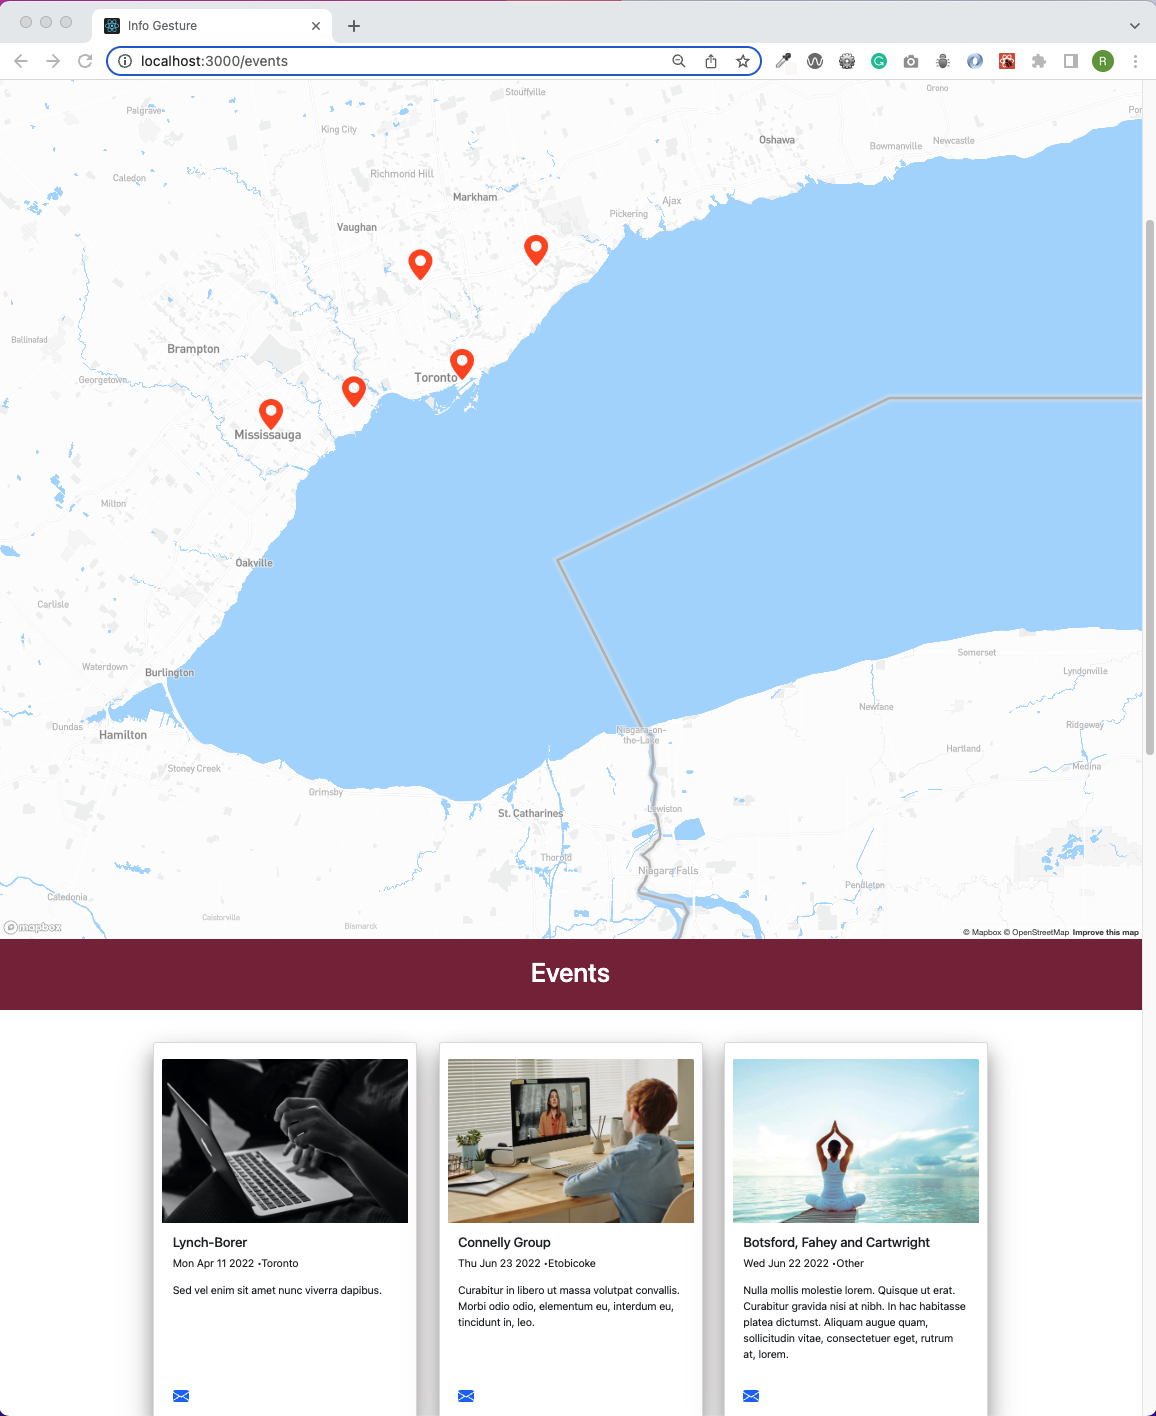 Info Gesture
localhost:3000/events
R
Stouffville
Orono
Palgrave
King City
Oshawa
Bowmanville
Newcastle
Por
Caledon
Richmond Hill
Markham
Ajax
Pickering
Vaughan
Ballinafad
Brampton
Georgetown
Toronto
Mississauga
Milton
Oakville
Carlisle
Waterdown
Burlington
Somerset
Lyndonville
Newfane
Dundas
Hamilton
Niagara-on-
the-Lake
Ridgeway
Hartland
Stoney Creek
Medina
Grimsby
St. Catharines
Lewiston
Thorold
Niagara Falls
Pendleton
Caledonia
Caistorville
Bismarck
mapbox
© Mapbox © OpenStreetMap Improve this map
Events
Lynch-Borer
Mon Apr 11 2022 •Toronto
Sed vel enim sit amet nunc viverra dapibus.
Connelly Group
Thu Jun 23 2022 •Etobicoke
Curabitur in libero ut massa volutpat convallis.
Morbi odio odio, elementum eu, interdum eu,
tincidunt in, leo.
Botsford, Fahey and Cartwright
Wed Jun 22 2022 •Other
Nulla mollis molestie lorem. Quisque ut erat.
Curabitur gravida nisi at nibh. In hac habitasse
platea dictumst. Aliquam augue quam,
sollicitudin vitae, consectetuer eget, rutrum
at, lorem.